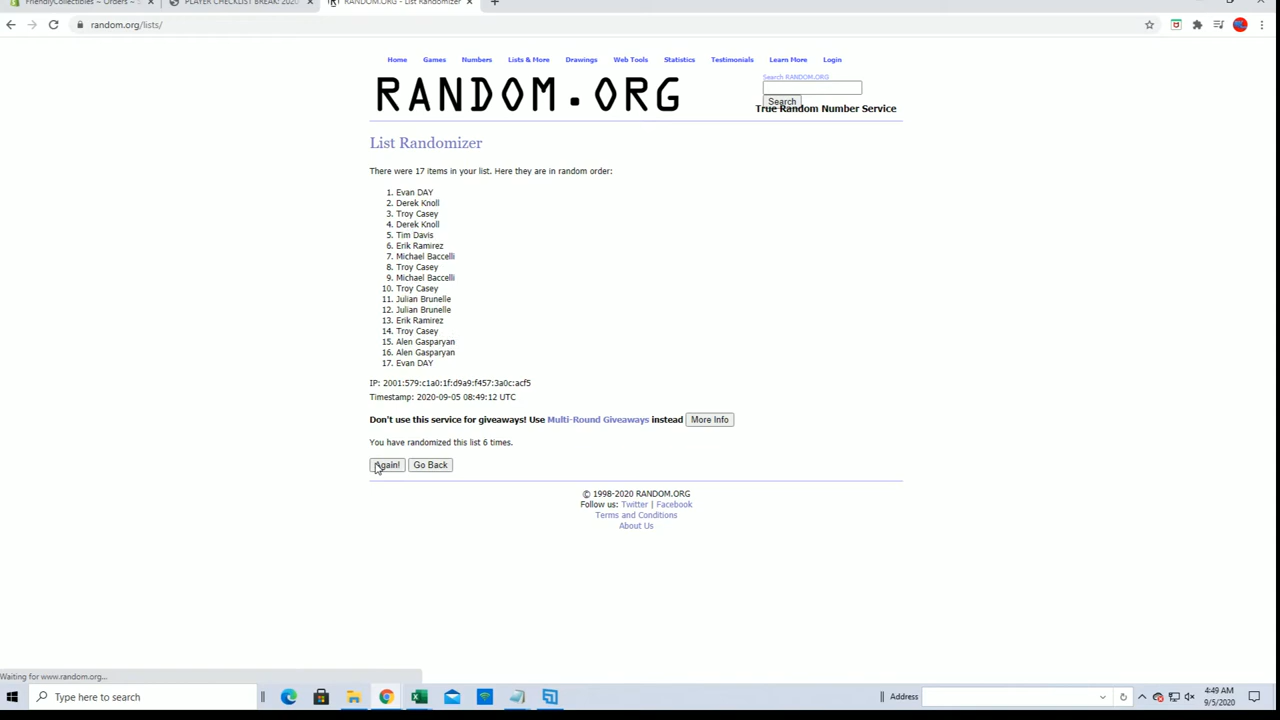 FriendlyCollectibles ~ Orders ~
PLAYER CHECKLIST BREAK: 2020
RANDOM.ORG - List Randomizer
random.org/lists/
Home Games Numbers Lists & More Drawings Web Tools Statistics Testimonials Learn More Login
RANDOM.ORG
Search RANDOM.ORG
Search
True Random Number Service
List Randomizer
There were 17 items in your list. Here they are in random order:
1. Evan DAY
2. Derek Knoll
3. Troy Casey
4. Derek Knoll
5. Tim Davis
6. Erik Ramirez
7. Michael Baccelli
8. Troy Casey
9. Michael Baccelli
10. Troy Casey
11. Julian Brunelle
12. Julian Brunelle
13. Erik Ramirez
14. Troy Casey
15. Alen Gasparyan
16. Alen Gasparyan
17. Evan DAY
IP: 2001:579:c1a0:1f:d9a9:f457:3a0c:acf5
Timestamp: 2020-09-05 08:49:12 UTC
Don't use this service for giveaways! Use Multi-Round Giveaways instead More Info
You have randomized this list 6 times.
Again! Go Back
© 1998-2020 RANDOM.ORG
Follow us: Twitter | Facebook
Terms and Conditions
About Us
Waiting for www.random.org...
Type here to search
Address
4:49 AM
9/5/2020